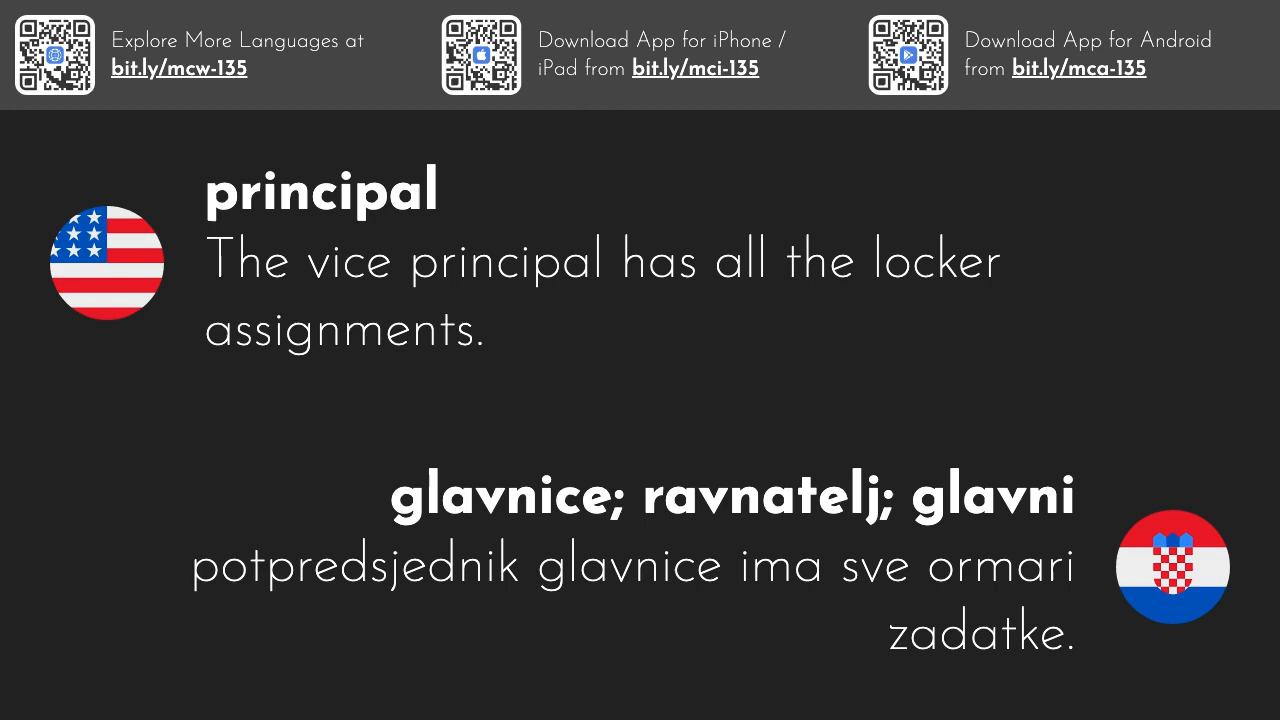 Explore More Languages at
bit.ly/mcw-135
Download App for iPhone /
iPad from bit.ly/mci-135
Download App for Android
from bit.ly/mca-135
principal
The vice principal has all the locker
assignments.
glavnice; ravnatelj; glavni
potpredsjednik glavnice ima sve ormari
zadatke.